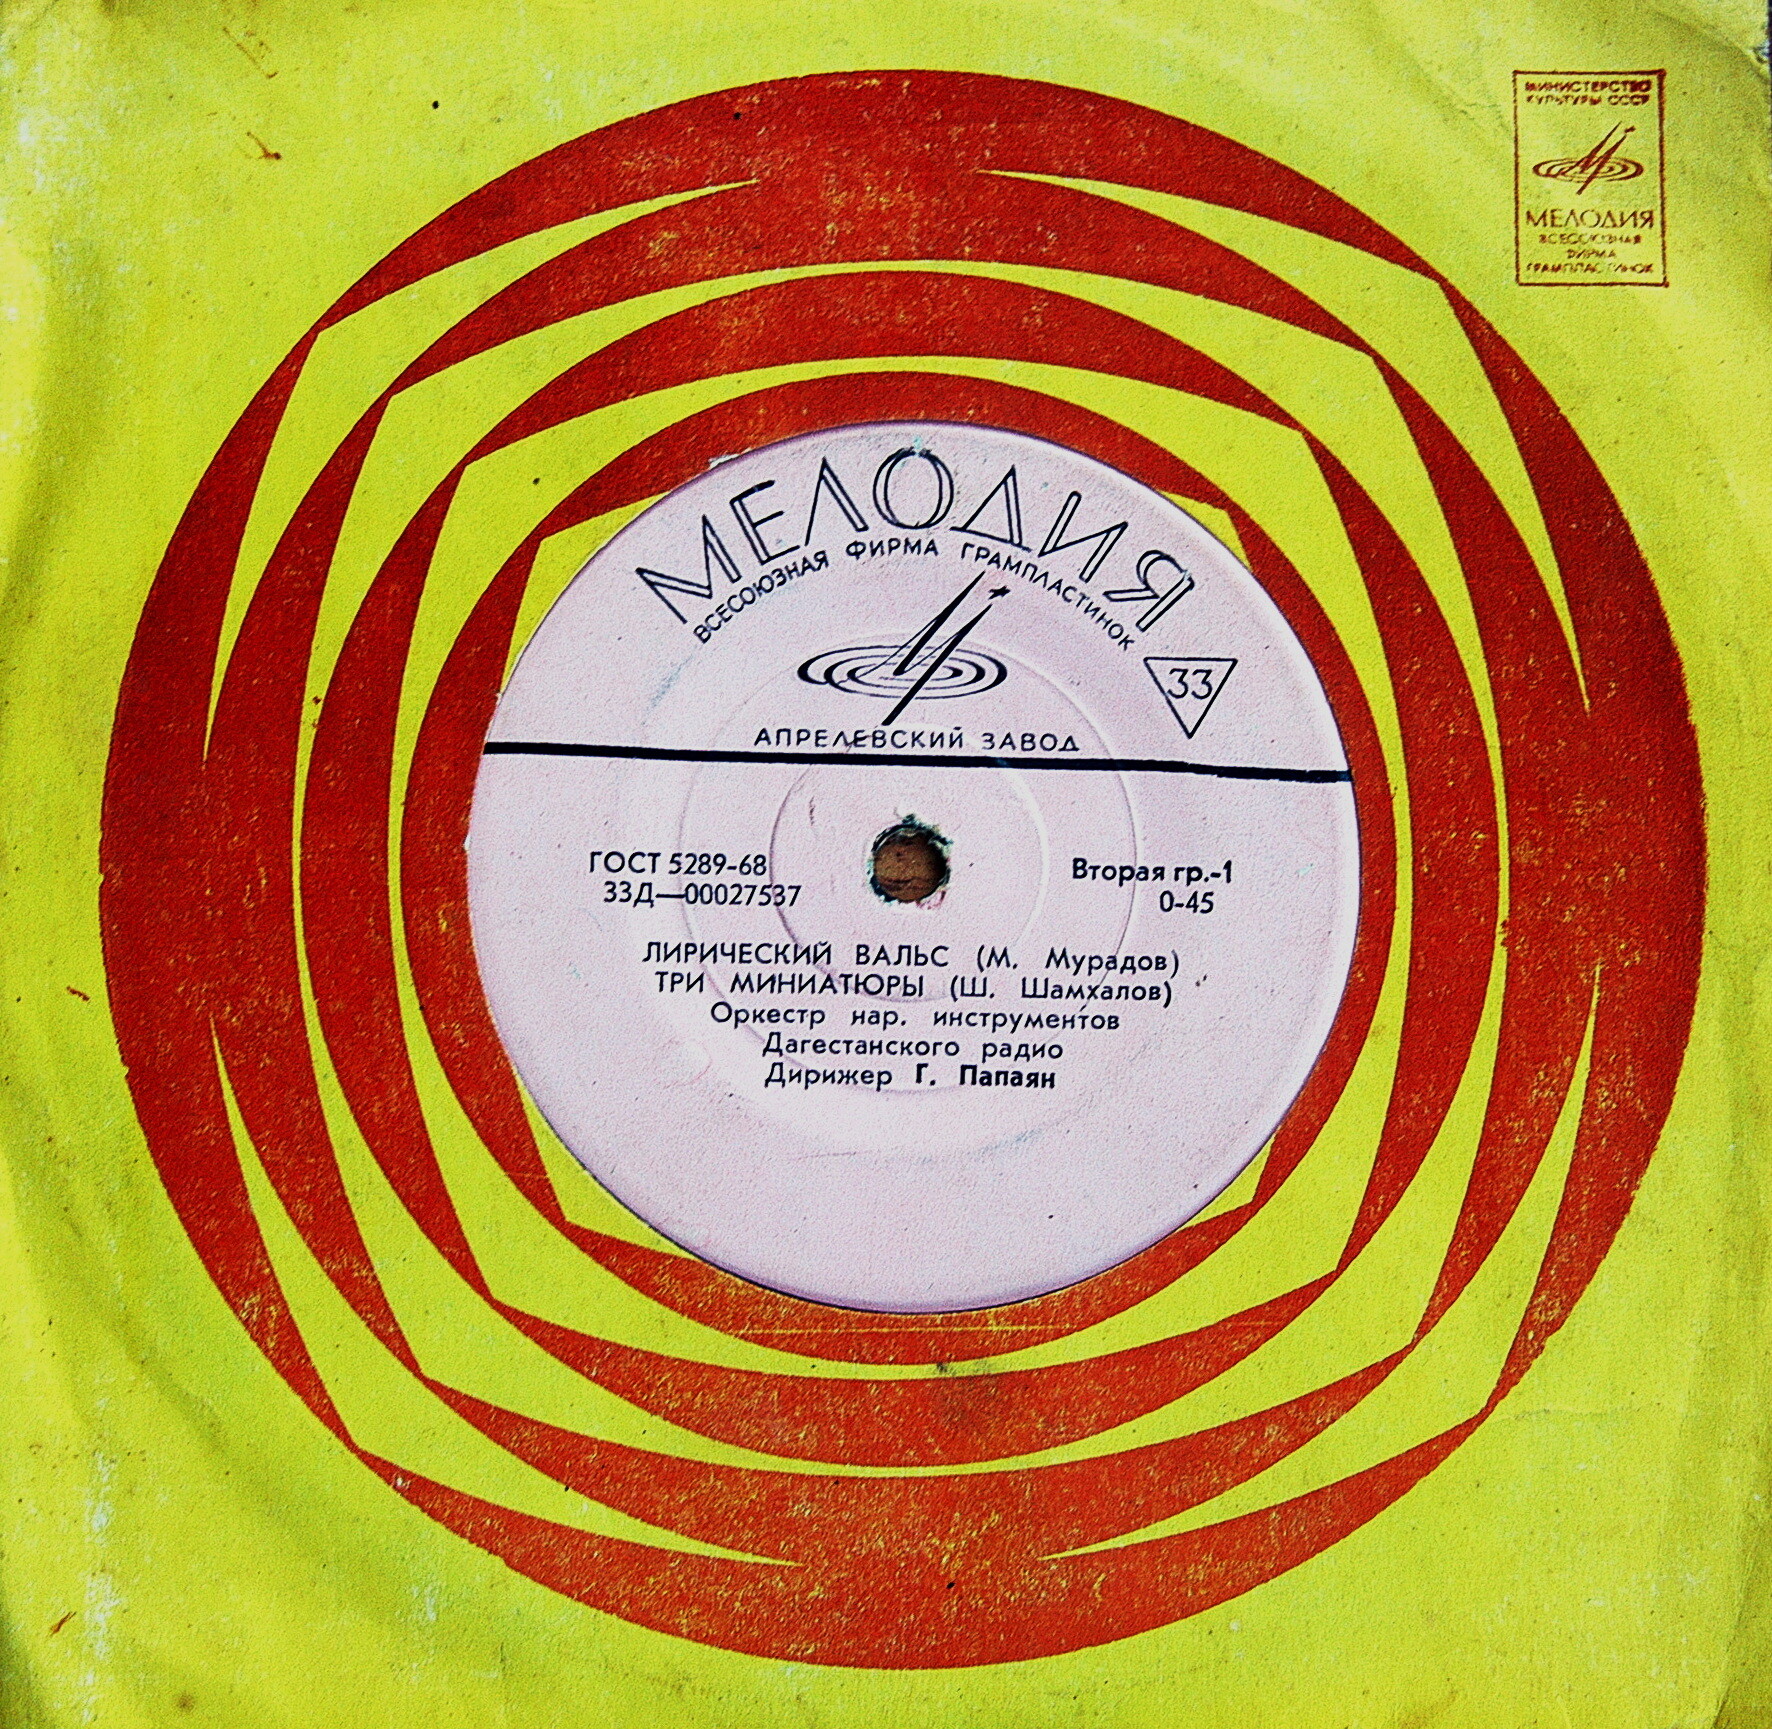 МИНИСТЕРСТВО
КУЛЬТУРЫ СССР
МЕЛОДИЯ
ВСЕСОЮЗНАЯ
ФИРМА
ГРАМПЛАСТИНОК
МЕЛОДИЯ
ВСЕСОЮЗНАЯ ФИРМА ГРАМПЛАСТИНОК
33
АПРЕЛЕВСКИЙ ЗАВОД
ГОСТ 5289-68
33Д—00027537
Вторая гр.-1
0-45
ЛИРИЧЕСКИЙ ВАЛЬС (М. Мурадов)
ТРИ МИНИАТЮРЫ (Ш. Шамхалов)
Оркестр нар. инструментов
Дагестанского радио
Дирижер Г. Папаян